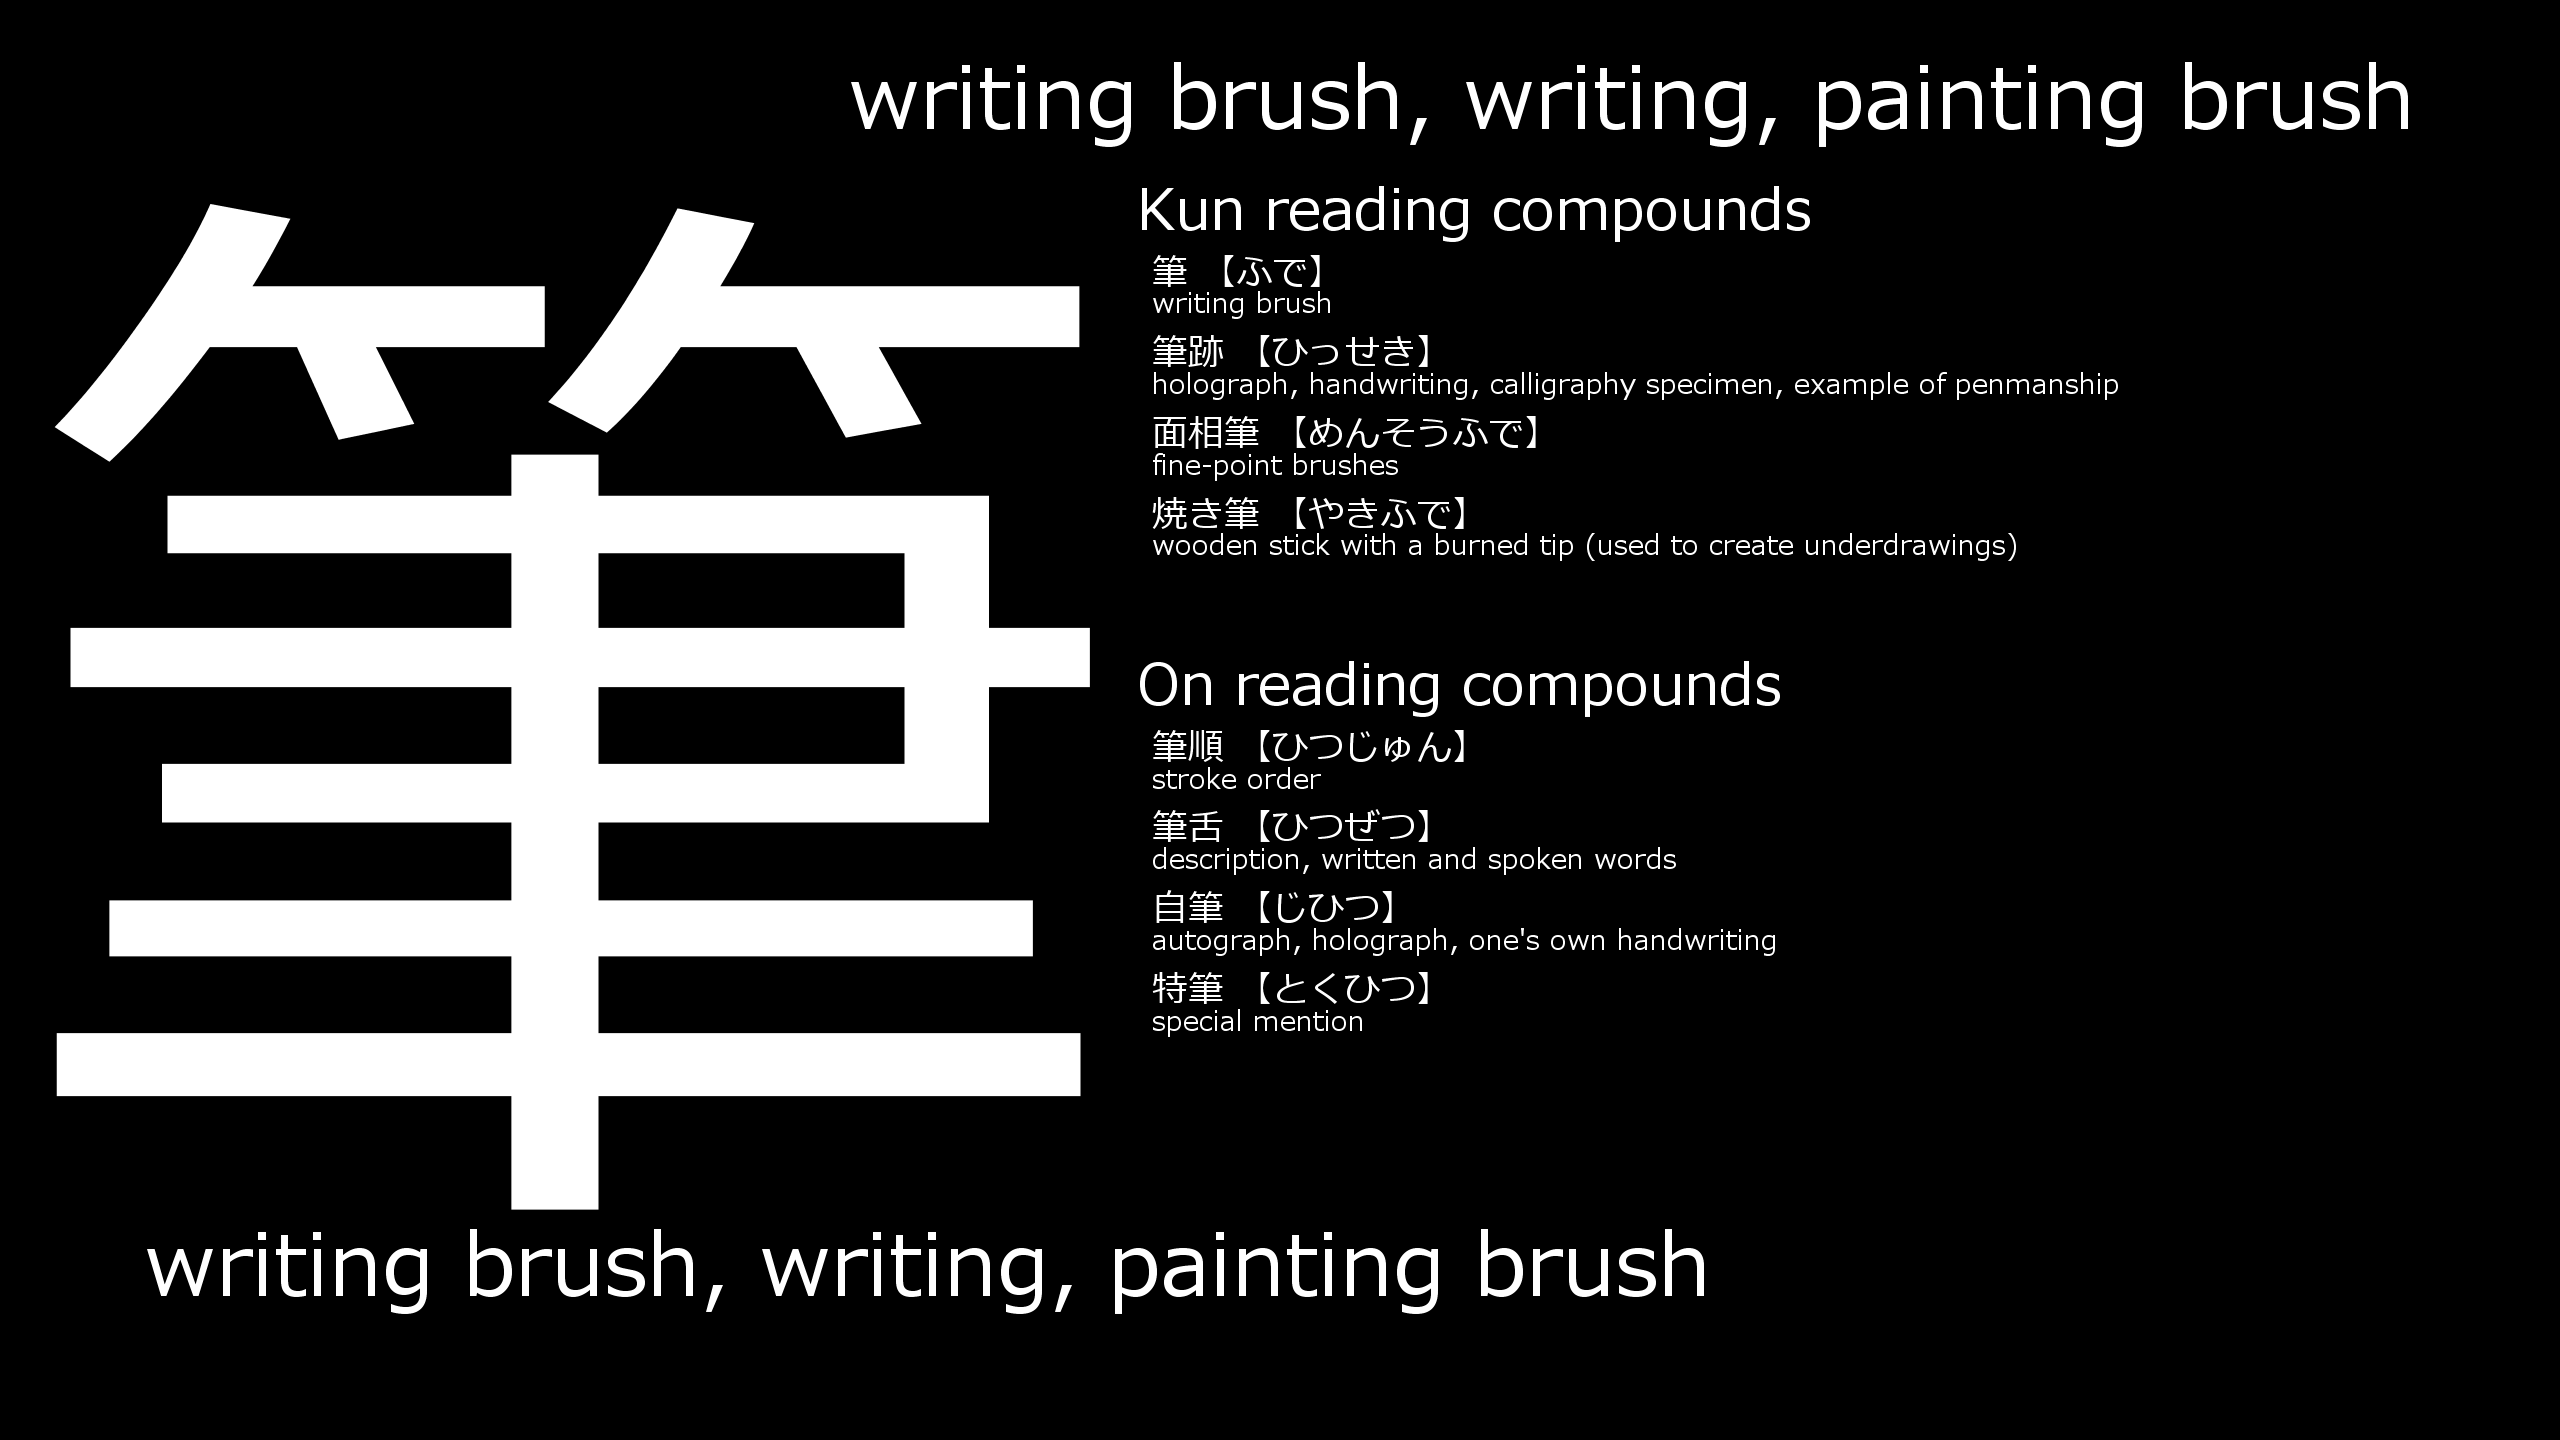 writing brush, writing, painting brush
筆
Kun reading compounds
筆 【ふで】
writing brush
筆跡 【ひっせき】
holograph, handwriting, calligraphy specimen, example of penmanship
面相筆 【めんそうふで】
fine-point brushes
焼き筆 【やきふで】
wooden stick with a burned tip (used to create underdrawings)
On reading compounds
筆順 【ひつじゅん】
stroke order
筆舌 【ひつぜつ】
description, written and spoken words
自筆 【じひつ】
autograph, holograph, one's own handwriting
特筆 【とくひつ】
special mention
writing brush, writing, painting brush